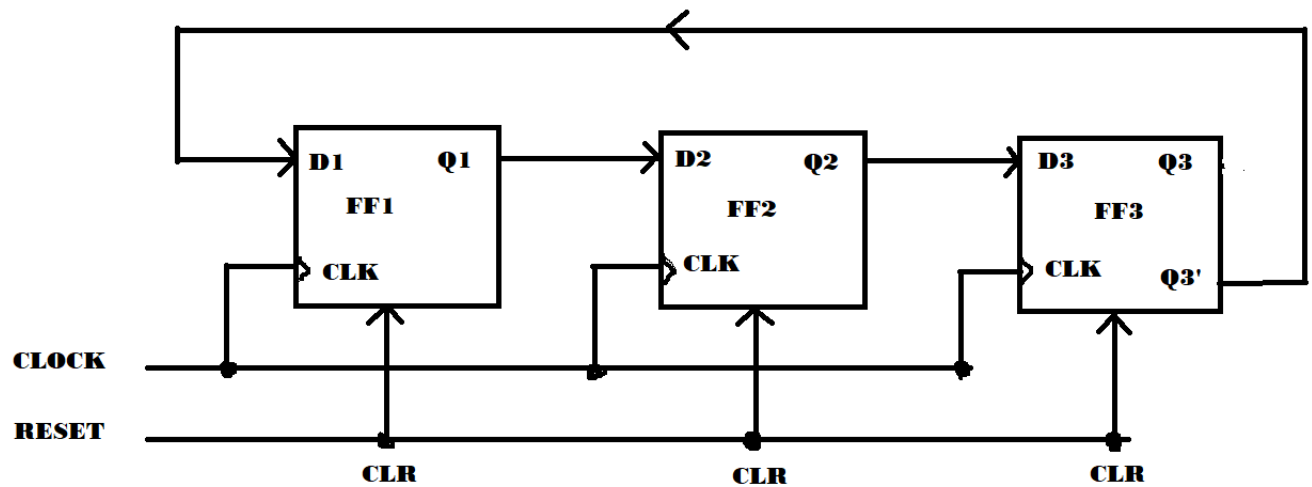 D1 Q1
FF1
CLK
D2 Q2
FF2
CLK
D3 Q3
FF3
CLK
Q3'
CLOCK
RESET
CLR CLR CLR